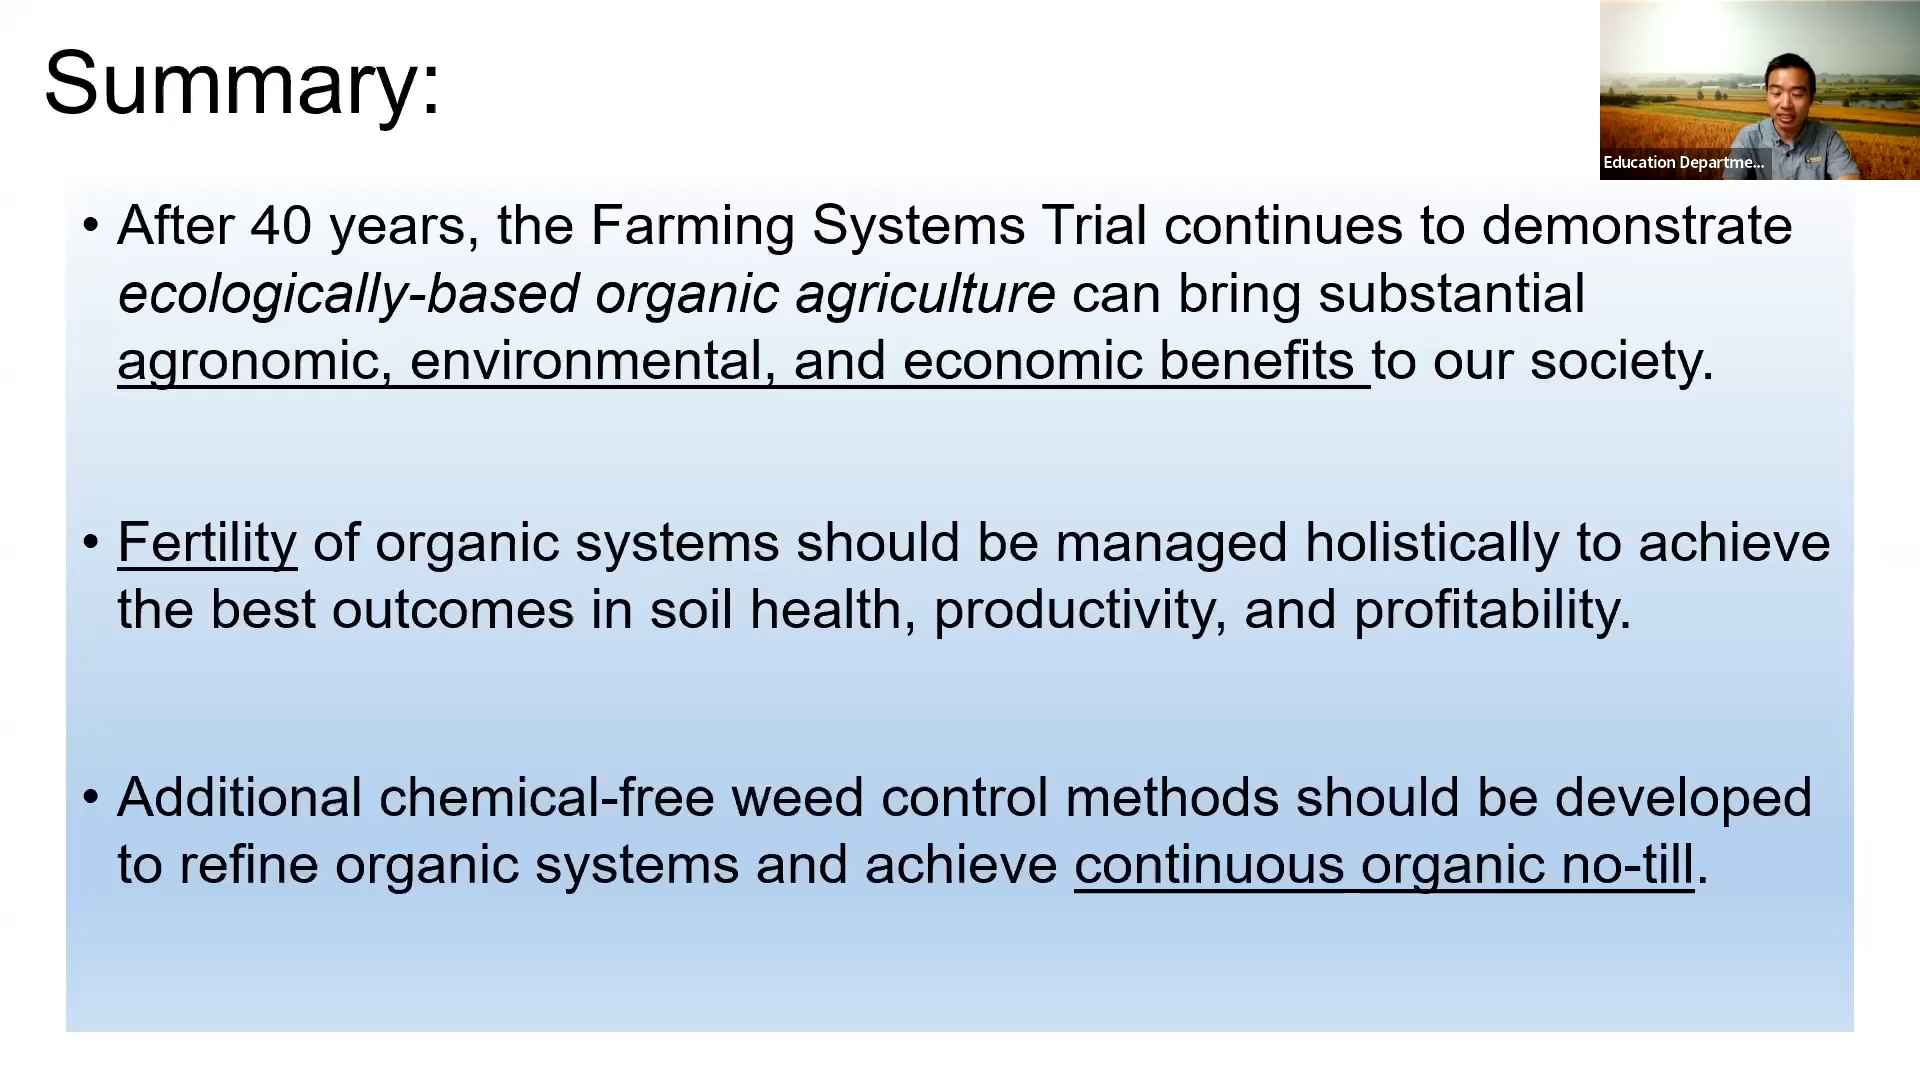 Summary:
Education Departme...
• After 40 years, the Farming Systems Trial continues to demonstrate
ecologically-based organic agriculture can bring substantial
agronomic, environmental, and economic benefits to our society.
• Fertility of organic systems should be managed holistically to achieve
the best outcomes in soil health, productivity, and profitability.
• Additional chemical-free weed control methods should be developed
to refine organic systems and achieve continuous organic no-till.